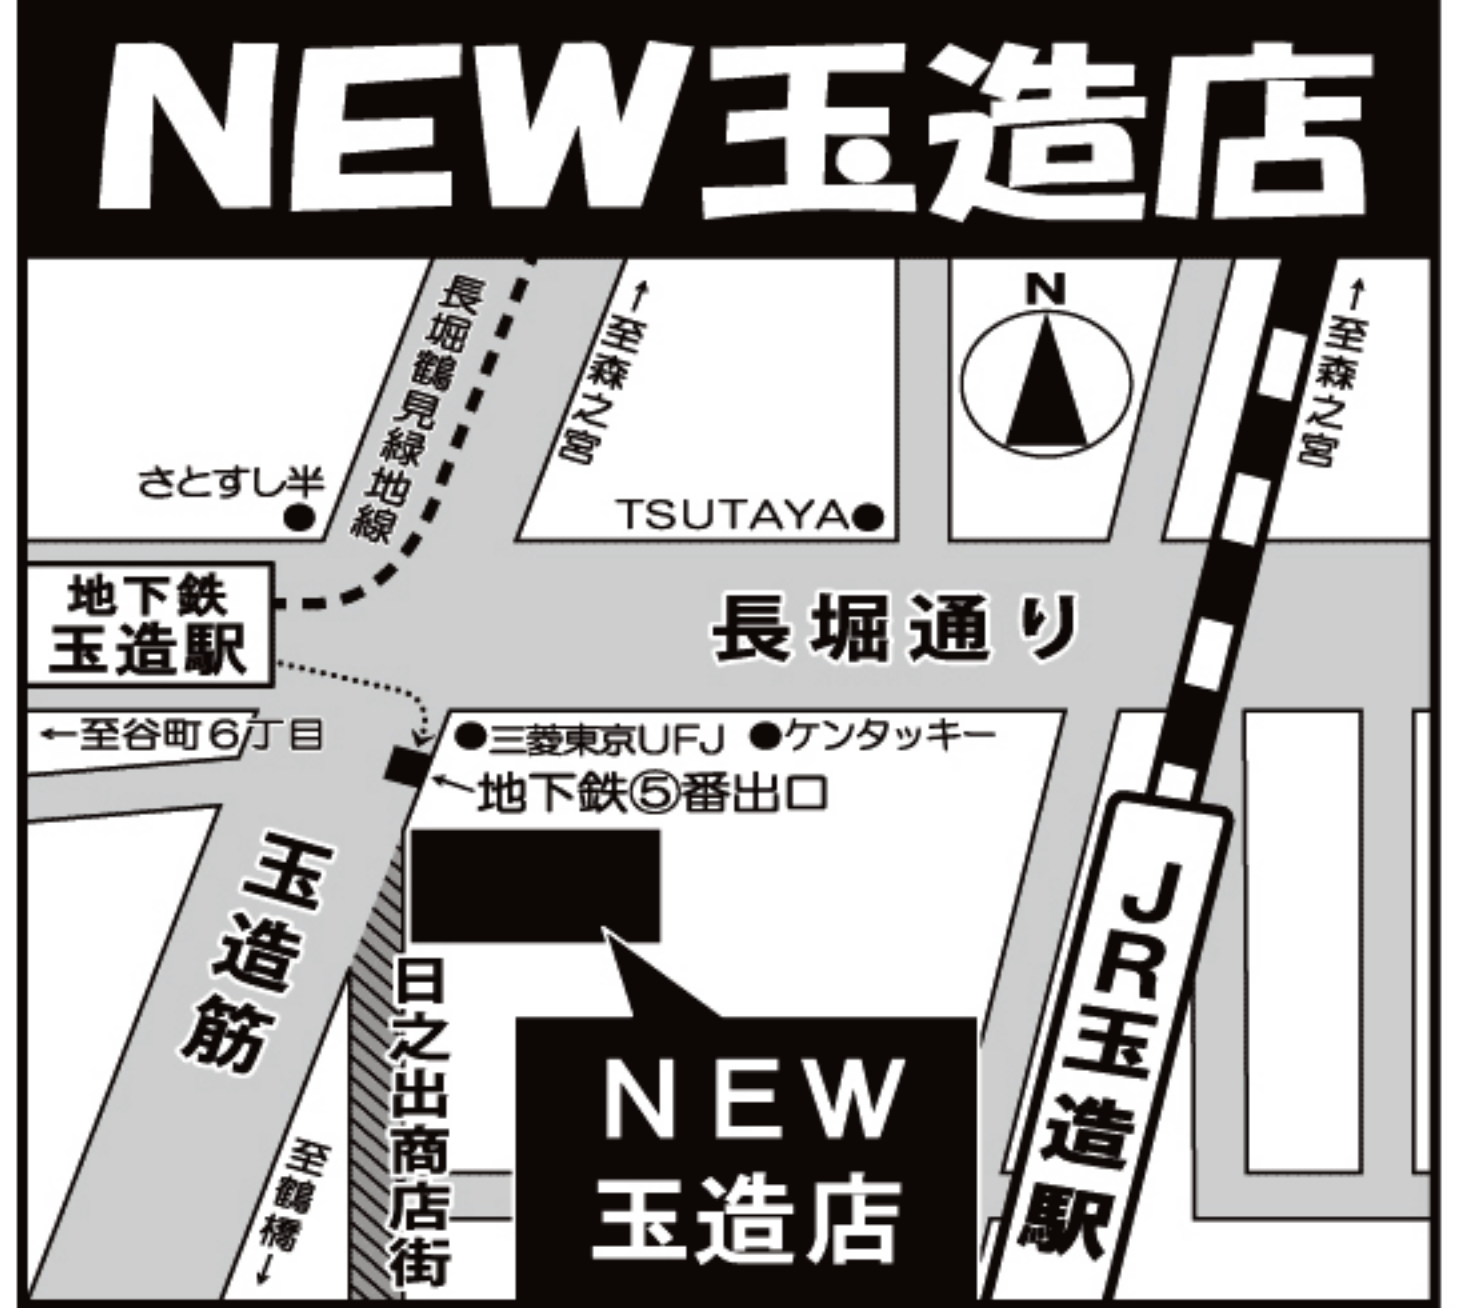 NEW玉造店
長堀鶴見緑地線
↑至森之宮
N
↑至森之宮
さとすし半
TSUTAYA●
地下鉄
玉造駅
長堀通り
←至谷町6丁目
●三菱東京UFJ
●ケンタッキー
←地下鉄⑤番出口
玉造筋
JR玉造駅
日之出商店街
NEW
玉造店
至鶴橋↓